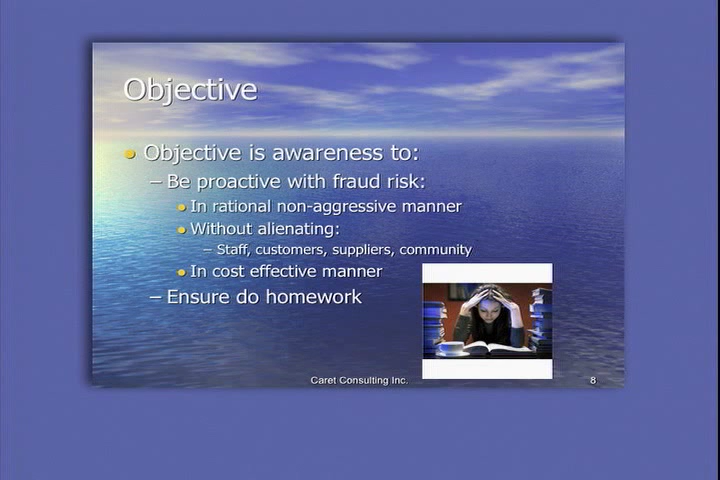 Objective
• Objective is awareness to:
– Be proactive with fraud risk:
• In rational non-aggressive manner
• Without alienating:
– Staff, customers, suppliers, community
• In cost effective manner
– Ensure do homework
Caret Consulting Inc.
8